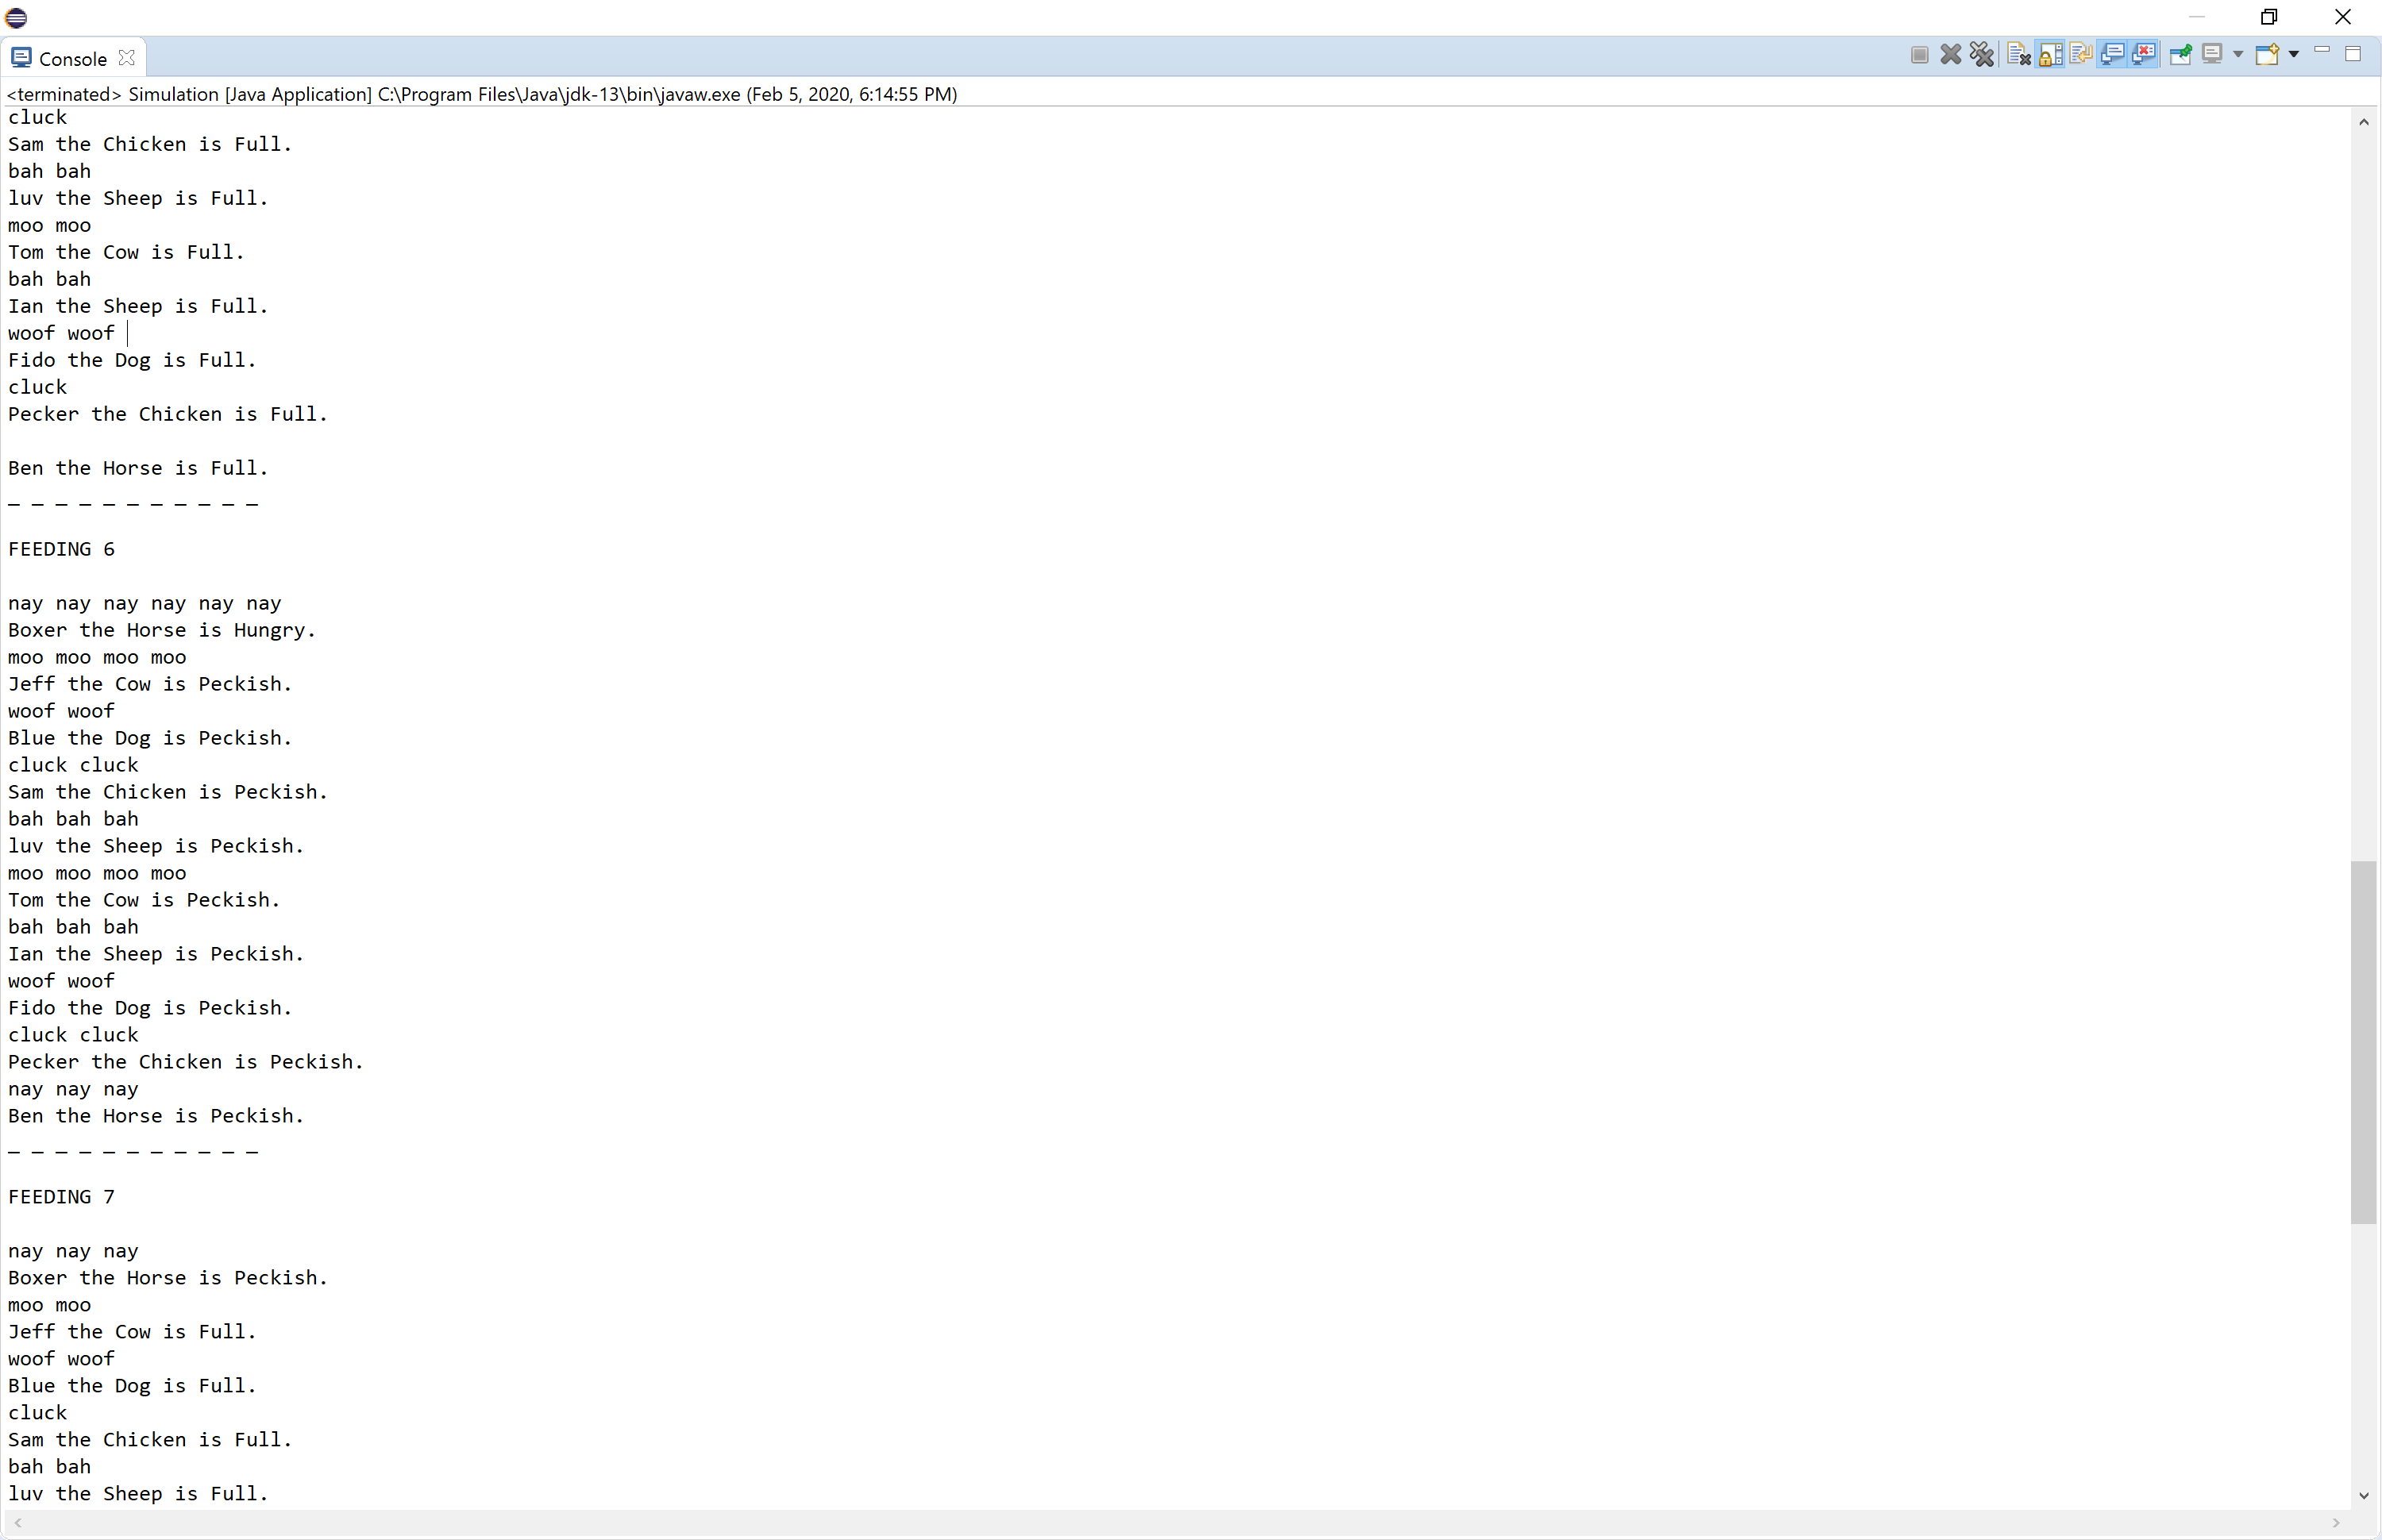 Console
<terminated> Simulation [Java Application] C:\Program Files\Java\jdk-13\bin\javaw.exe (Feb 5, 2020, 6:14:55 PM)
cluck
Sam the Chicken is Full.
bah bah
luv the Sheep is Full.
moo moo
Tom the Cow is Full.
bah bah
Ian the Sheep is Full.
woof woof
Fido the Dog is Full.
cluck
Pecker the Chicken is Full.

Ben the Horse is Full.
_ _ _ _ _ _ _ _ _ _ _

FEEDING 6

nay nay nay nay nay nay
Boxer the Horse is Hungry.
moo moo moo moo
Jeff the Cow is Peckish.
woof woof
Blue the Dog is Peckish.
cluck cluck
Sam the Chicken is Peckish.
bah bah bah
luv the Sheep is Peckish.
moo moo moo moo
Tom the Cow is Peckish.
bah bah bah
Ian the Sheep is Peckish.
woof woof
Fido the Dog is Peckish.
cluck cluck
Pecker the Chicken is Peckish.
nay nay nay
Ben the Horse is Peckish.
_ _ _ _ _ _ _ _ _ _ _

FEEDING 7

nay nay nay
Boxer the Horse is Peckish.
moo moo
Jeff the Cow is Full.
woof woof
Blue the Dog is Full.
cluck
Sam the Chicken is Full.
bah bah
luv the Sheep is Full.